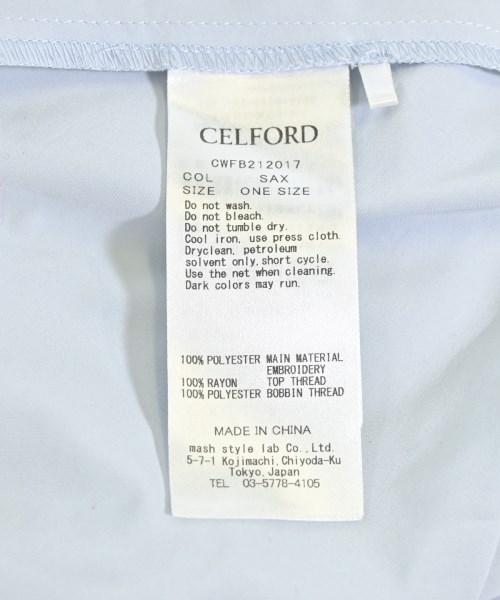 CELFORD
CWFB212017
COL SAX
SIZE ONE SIZE
Do not wash.
Do not bleach.
Do not tumble dry.
Cool iron, use press cloth.
Dryclean, petroleum
solvent only, short cycle.
Use the net when cleaning.
Dark colors may run.
100% POLYESTER MAIN MATERIAL
EMBROIDERY
100% RAYON TOP THREAD
100% POLYESTER BOBBIN THREAD
MADE IN CHINA
mash style lab Co., Ltd.
5-7-1 Kojimachi, Chiyoda-Ku
Tokyo, Japan
TEL 03-5778-4105